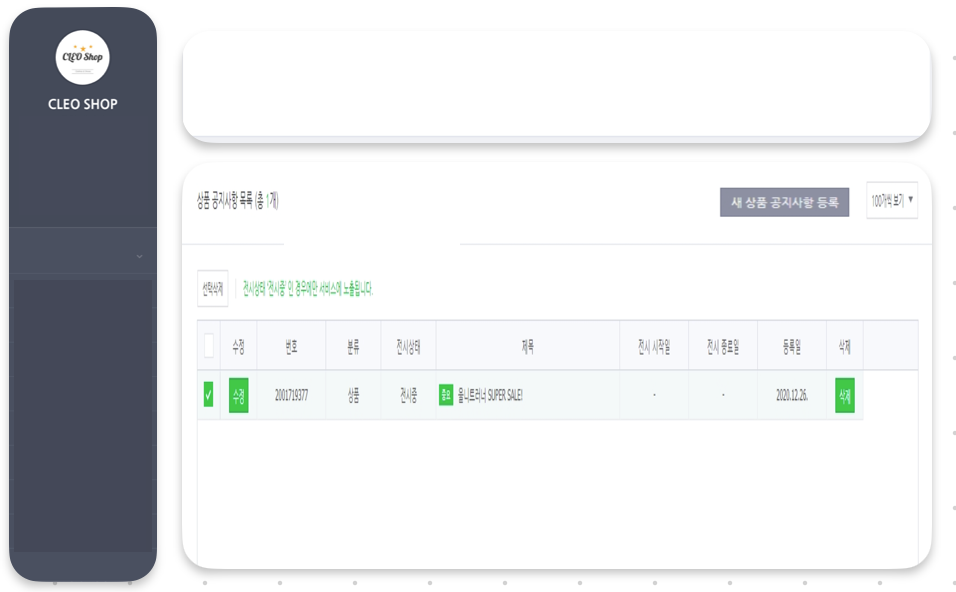 CLEO Shop
CLEO SHOP
상품 공지사항 목록 (총 1개)
새 상품 공지사항 등록
100개씩 보기
선택삭제
전시상태 '전시중' 인 경우에만 서비스에 노출됩니다.
수정 번호 분류 전시상태 제목 전시 시작일 전시 종료일 등록일 삭제
수정 2001719377 상품 전시중 중요 올니트러너 SUPER SALE! - - 2020.12.26. 삭제